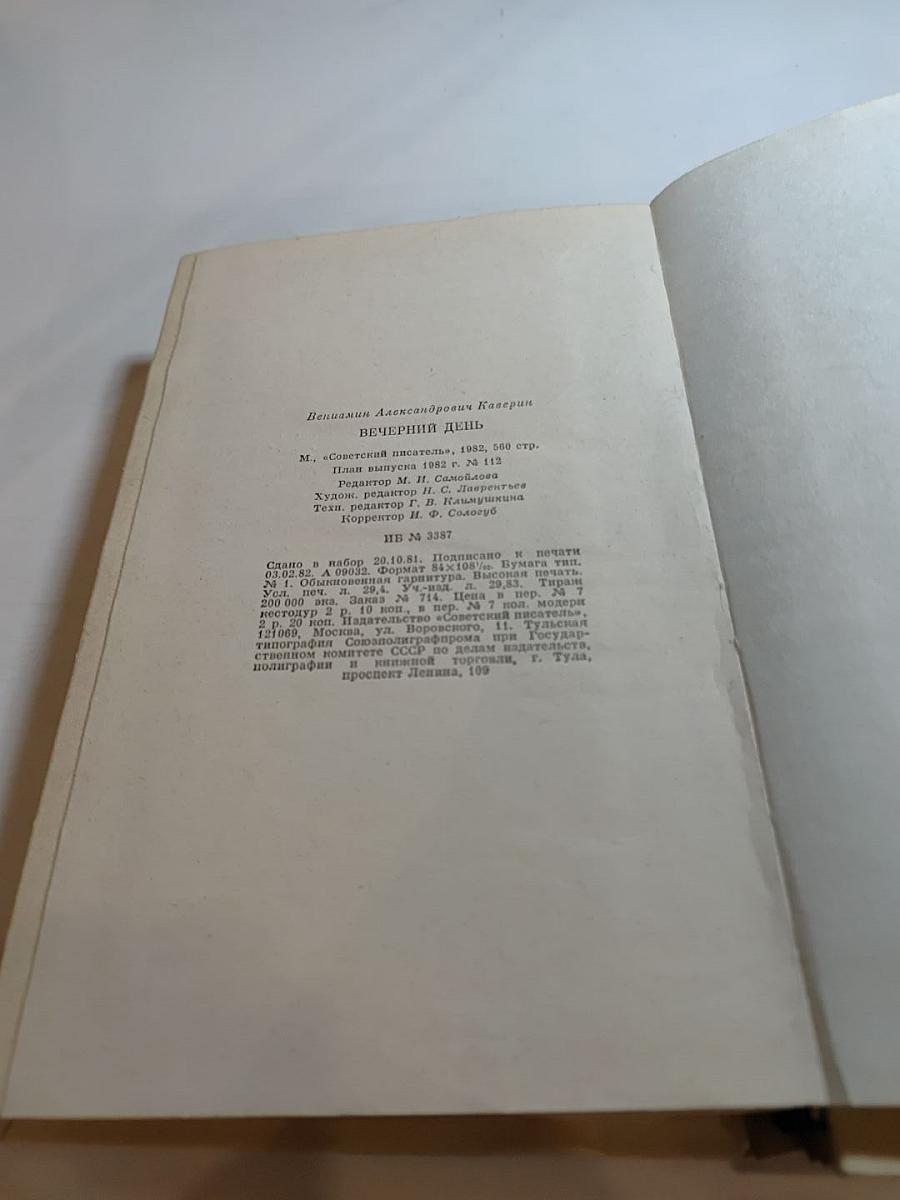 Вениамин Александрович Каверин
ВЕЧЕРНИЙ ДЕНЬ
М., «Советский писатель», 1982, 560 стр.
План выпуска 1982 г. № 112
Редактор М. И. Самойлова
Худож. редактор Н. С. Лаврентьев
Техн. редактор Г. В. Климушкина
Корректор И. Ф. Сологуб
ИБ № 3387
Сдано в набор 20.10.81. Подписано к печати
03.02.82. А 09032. Формат 84×108¹/₃₂. Бумага тип.
№ 1. Обыкновенная гарнитура. Высокая печать.
Усл. печ. л. 29,4. Уч.-изд. л. 29,83. Тираж
200 000 экз. Заказ № 714. Цена в пер. № 7
кестодур 2 р. 10 коп., в пер. № 7 кол. модерн
2 р. 20 коп. Издательство «Советский писатель»,
121069, Москва, ул. Воровского, 11. Тульская
типография Союзполиграфпрома при Государ-
ственном комитете СССР по делам издательств,
полиграфии и книжной торговли, г. Тула,
проспект Ленина, 109